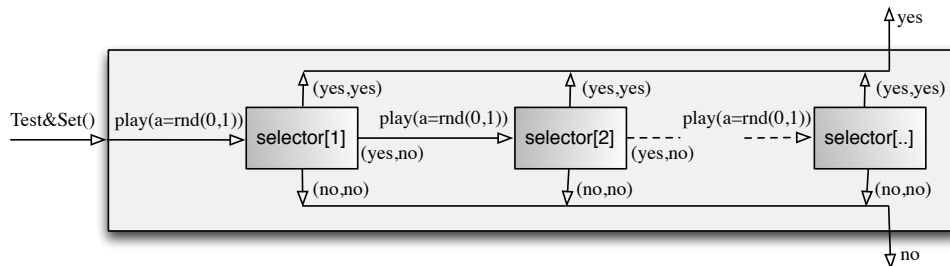 yes
(yes,yes) (yes,yes) (yes,yes)
Test&Set() play(a=rnd(0,1)) selector[1] play(a=rnd(0,1)) selector[2] play(a=rnd(0,1)) selector[..]
(yes,no) (yes,no)
(no,no) (no,no) (no,no)
no